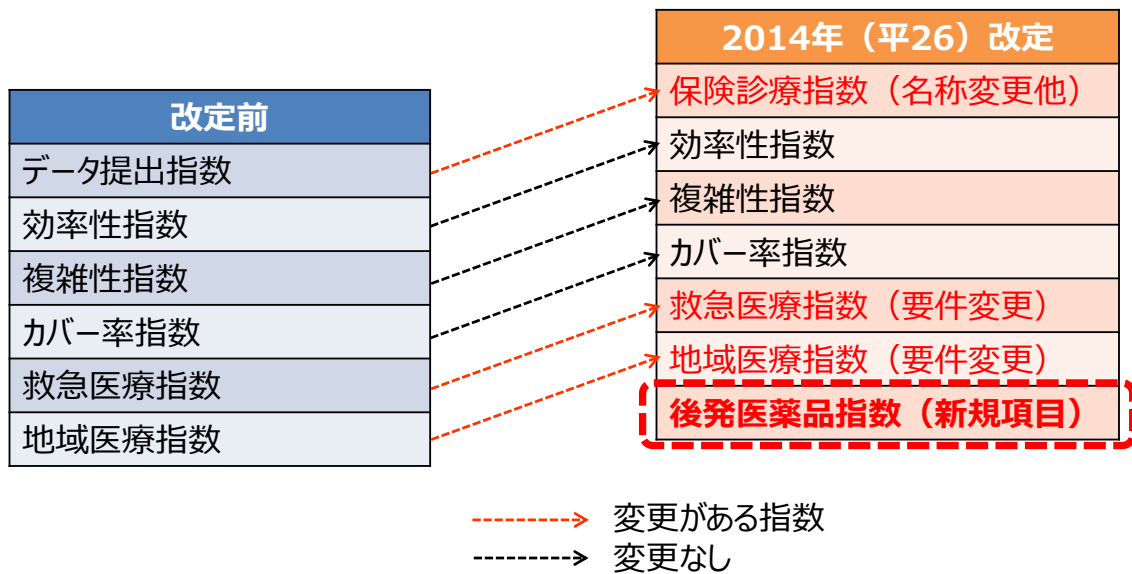 改定前
データ提出指数
効率性指数
複雑性指数
カバー率指数
救急医療指数
地域医療指数
2014年（平26）改定
保険診療指数（名称変更他）
効率性指数
複雑性指数
カバー率指数
救急医療指数（要件変更）
地域医療指数（要件変更）
後発医薬品指数（新規項目）
変更がある指数
変更なし